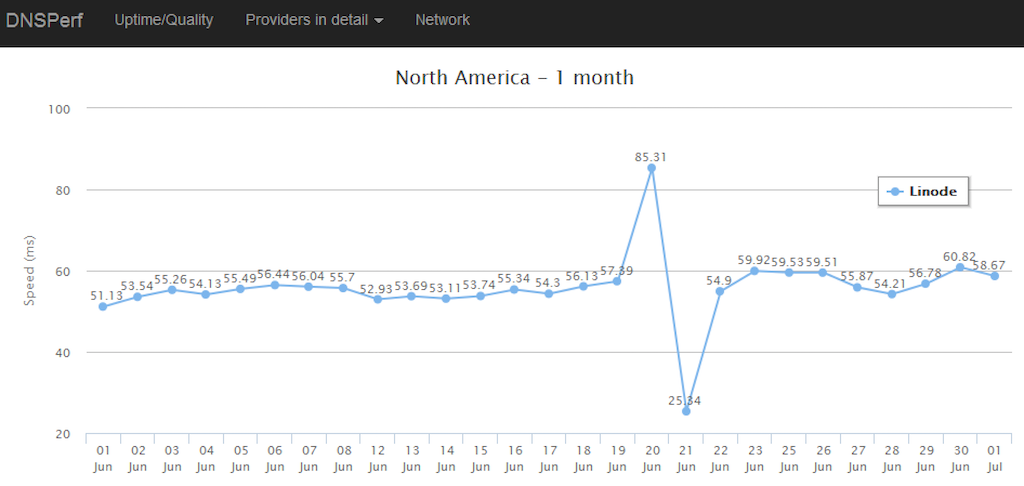 DNSPerf Uptime/Quality Providers in detail Network
North America - 1 month
100
80
60
40
20
Speed (ms)
Linode
51.13 53.54 55.26 54.13 55.49 56.44 56.04 55.7 52.93 53.69 53.11 53.74 55.34 54.3 56.13 57.39 85.31 25.34 54.9 59.92 59.53 59.51 55.87 54.21 56.78 60.82 58.67
01 02 03 04 05 06 07 08 12 13 14 15 16 17 18 19 20 21 22 23 25 26 27 28 29 30 01
Jun Jun Jun Jun Jun Jun Jun Jun Jun Jun Jun Jun Jun Jun Jun Jun Jun Jun Jun Jun Jun Jun Jun Jun Jun Jun Jul